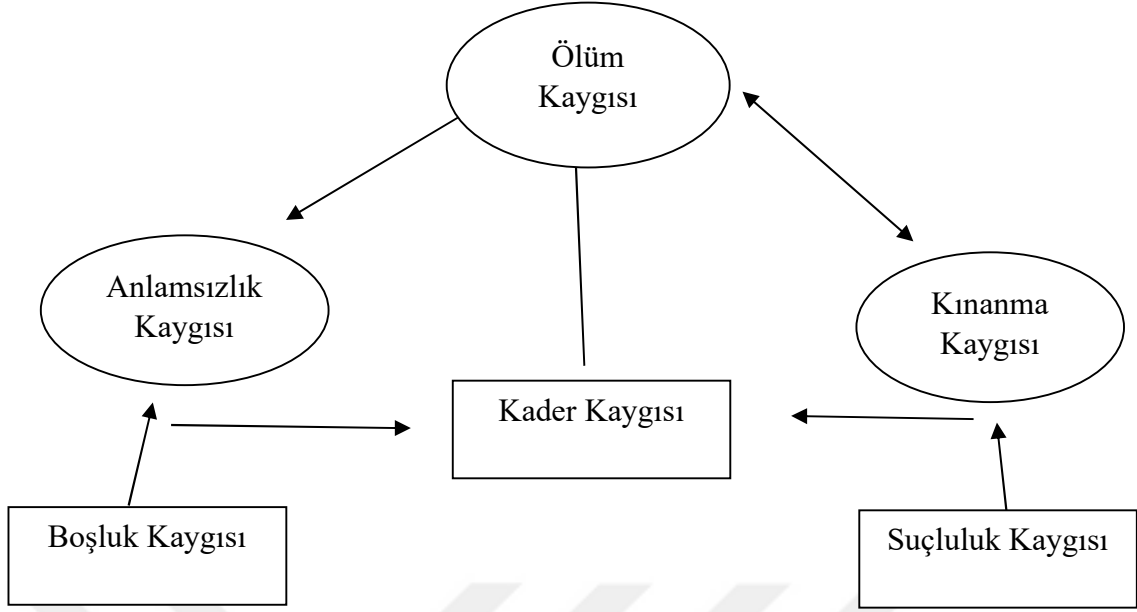 Ölüm
Kaygısı
Anlamsızlık
Kaygısı
Kınanma
Kaygısı
Kader Kaygısı
Boşluk Kaygısı
Suçluluk Kaygısı